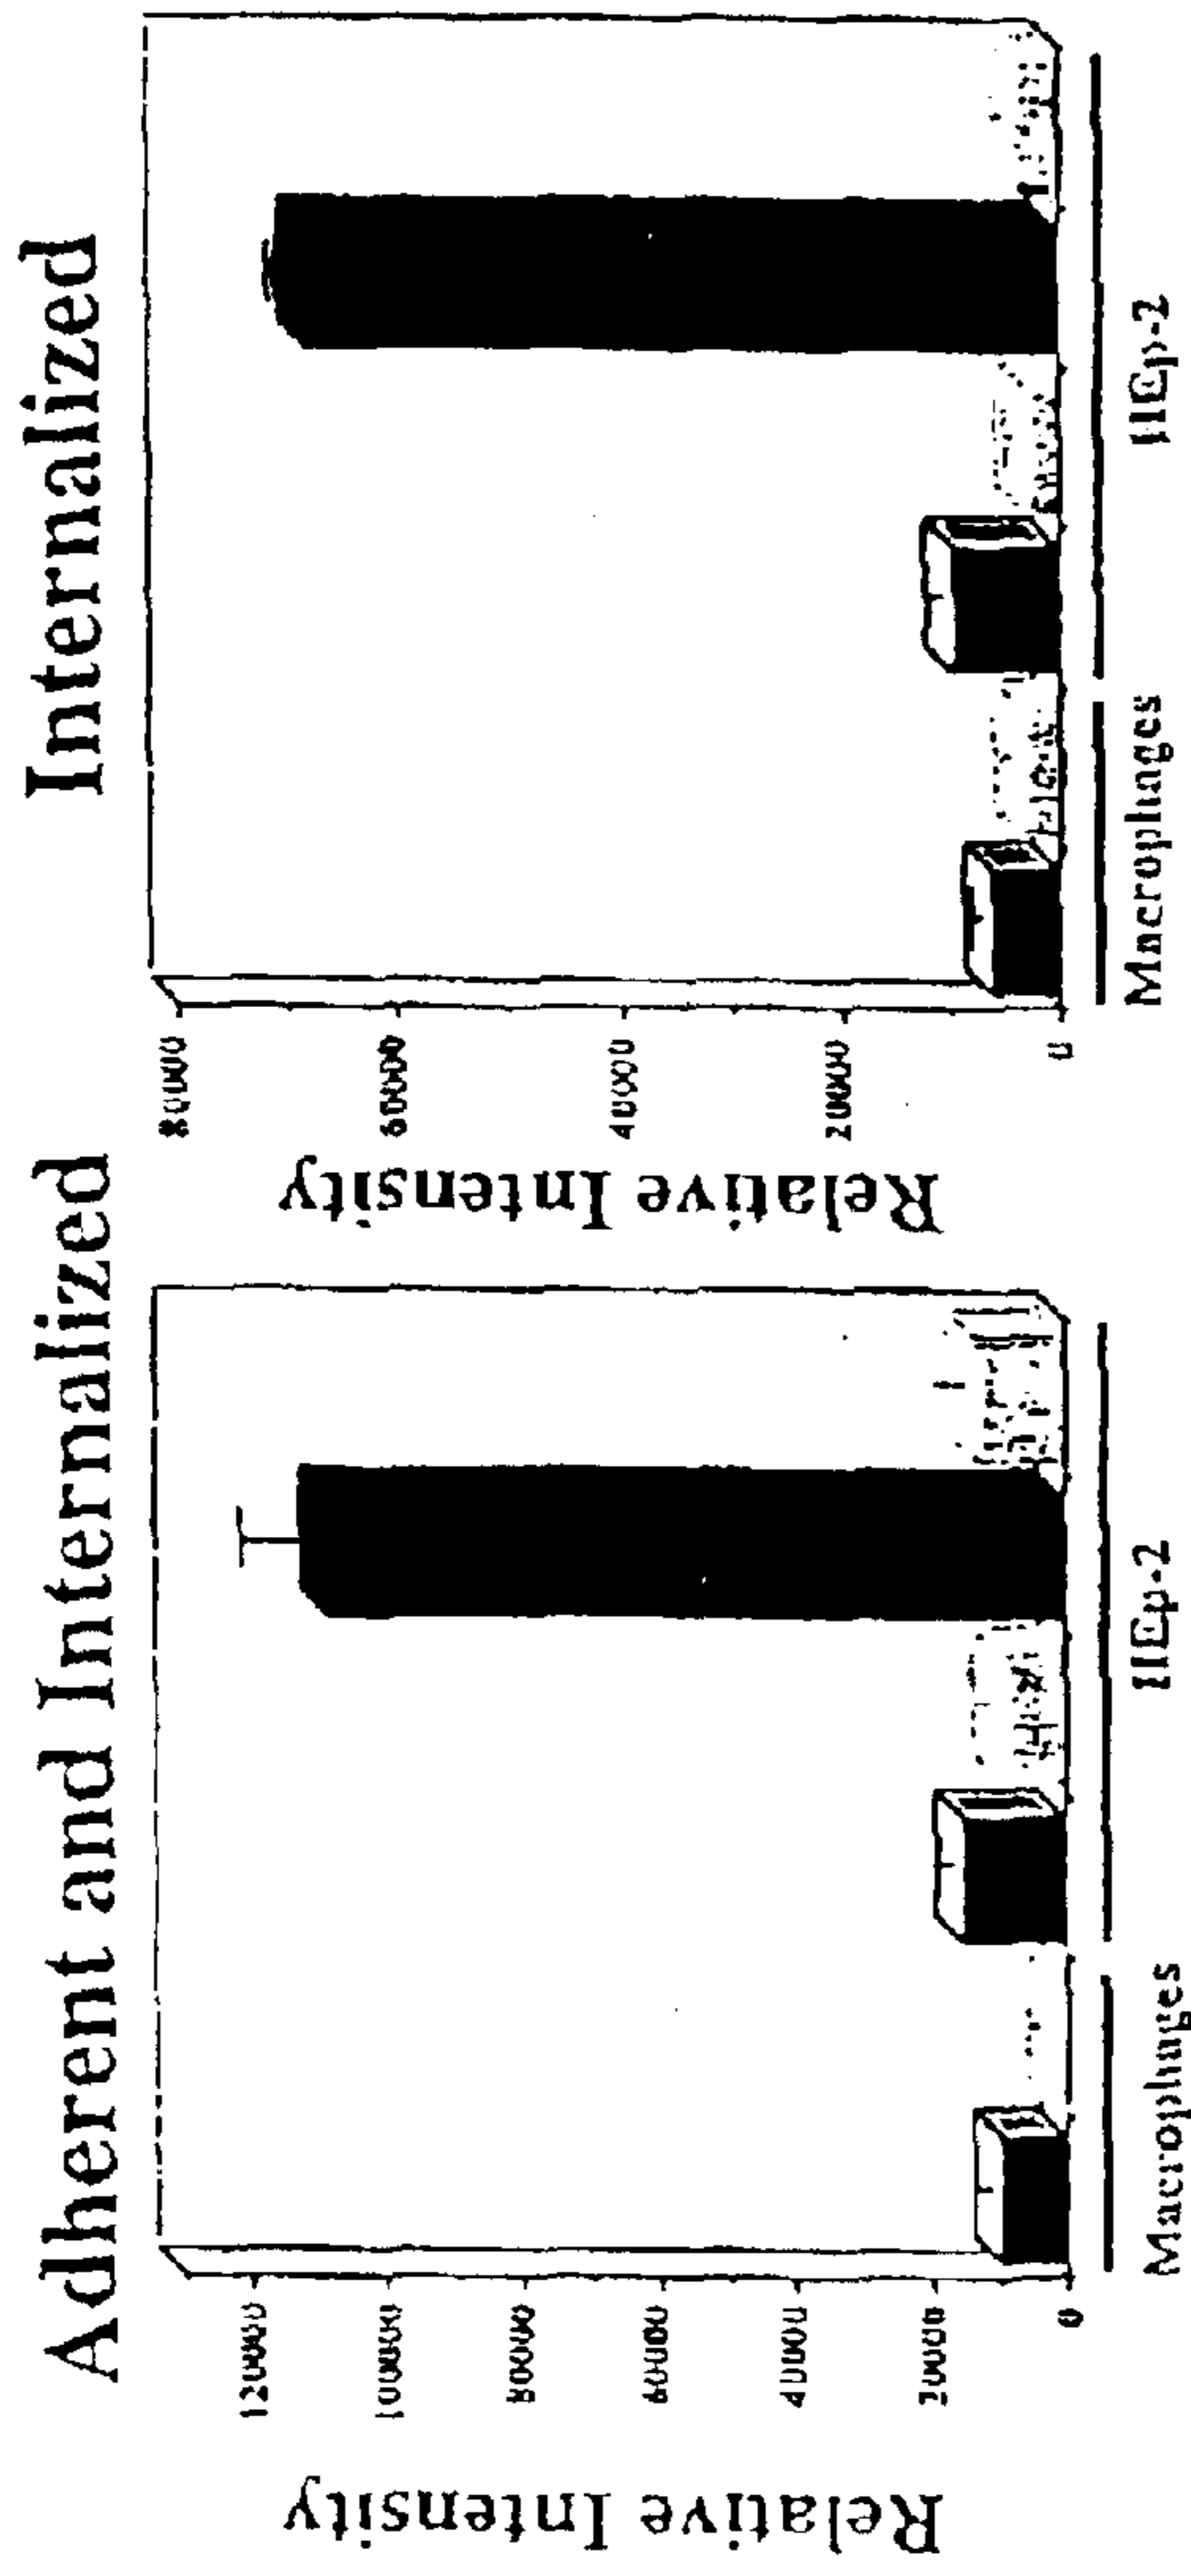 Adherent and Internalized
Relative Intensity
120000
100000
80000
60000
40000
20000
0
Macrophages
HEp-2
Internalized
Relative Intensity
80000
60000
40000
20000
0
Macrophages
HEp-2